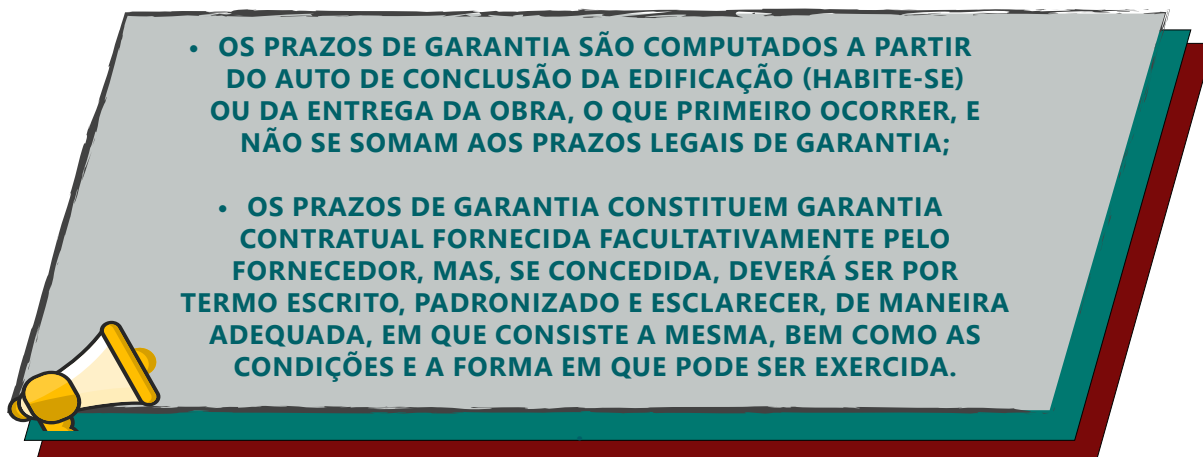 • OS PRAZOS DE GARANTIA SÃO COMPUTADOS A PARTIR
DO AUTO DE CONCLUSÃO DA EDIFICAÇÃO (HABITE-SE)
OU DA ENTREGA DA OBRA, O QUE PRIMEIRO OCORRER, E
NÃO SE SOMAM AOS PRAZOS LEGAIS DE GARANTIA;
• OS PRAZOS DE GARANTIA CONSTITUEM GARANTIA
CONTRATUAL FORNECIDA FACULTATIVAMENTE PELO
FORNECEDOR, MAS, SE CONCEDIDA, DEVERÁ SER POR
TERMO ESCRITO, PADRONIZADO E ESCLARECER, DE MANEIRA
ADEQUADA, EM QUE CONSISTE A MESMA, BEM COMO AS
CONDIÇÕES E A FORMA EM QUE PODE SER EXERCIDA.